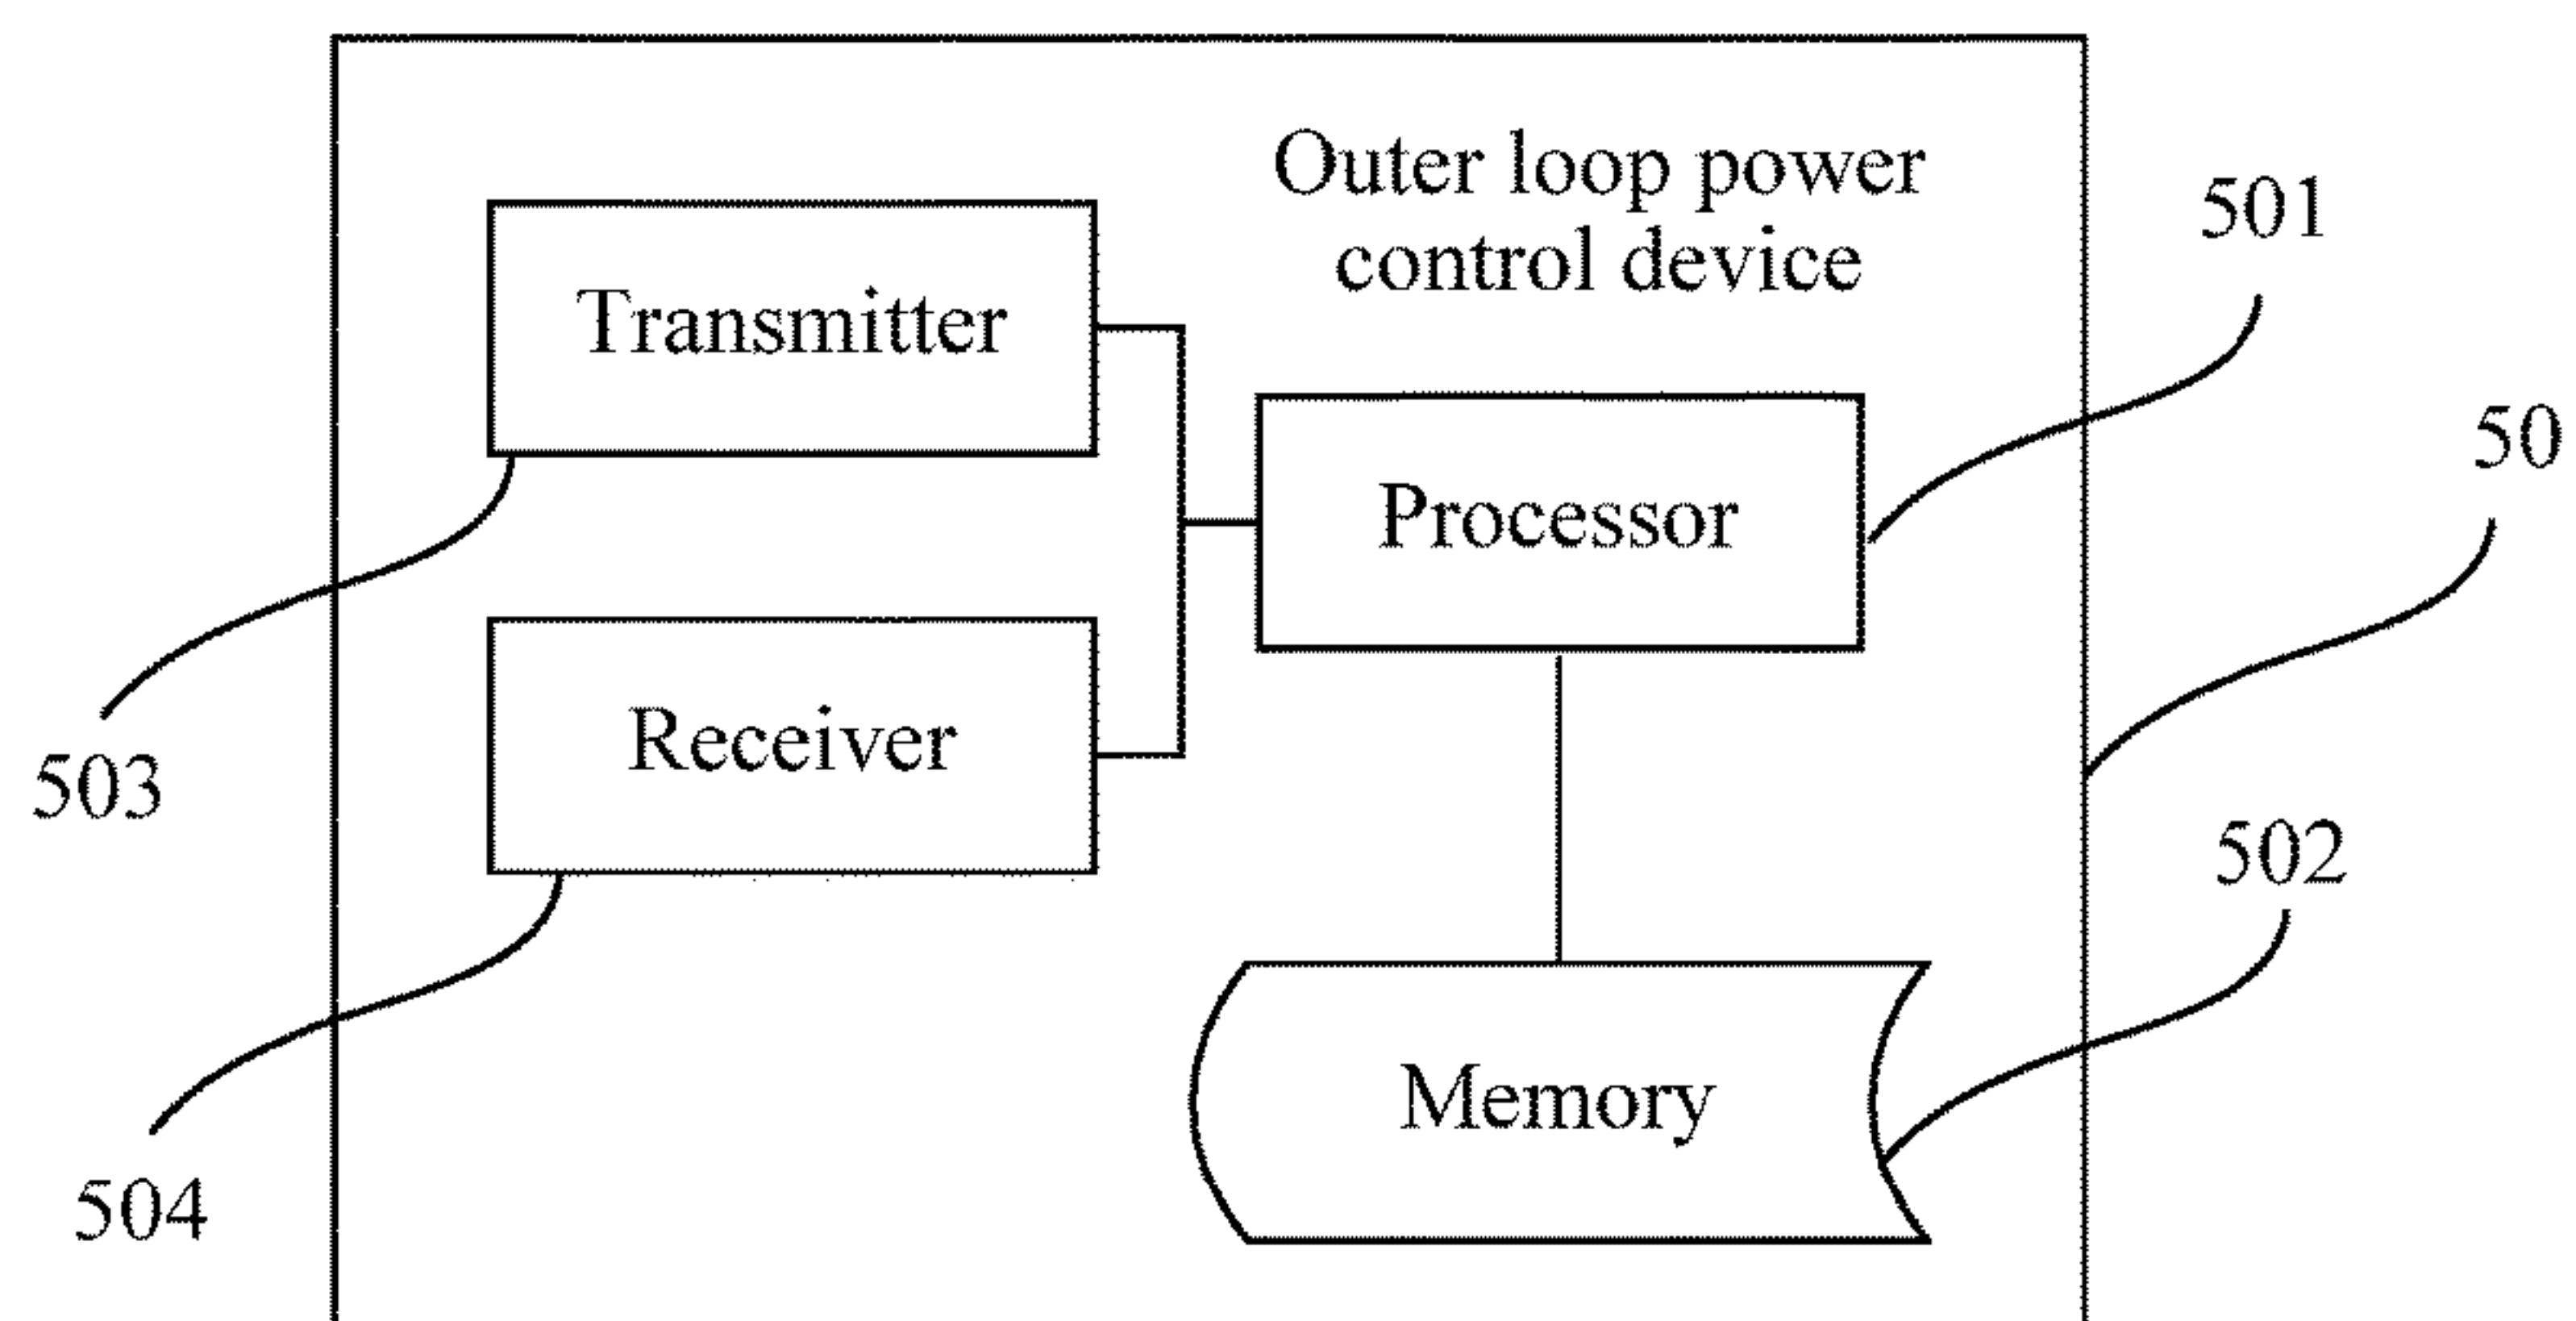 Outer loop power
control device
501
Transmitter
50
Processor
Receiver
503
502
Memory
504